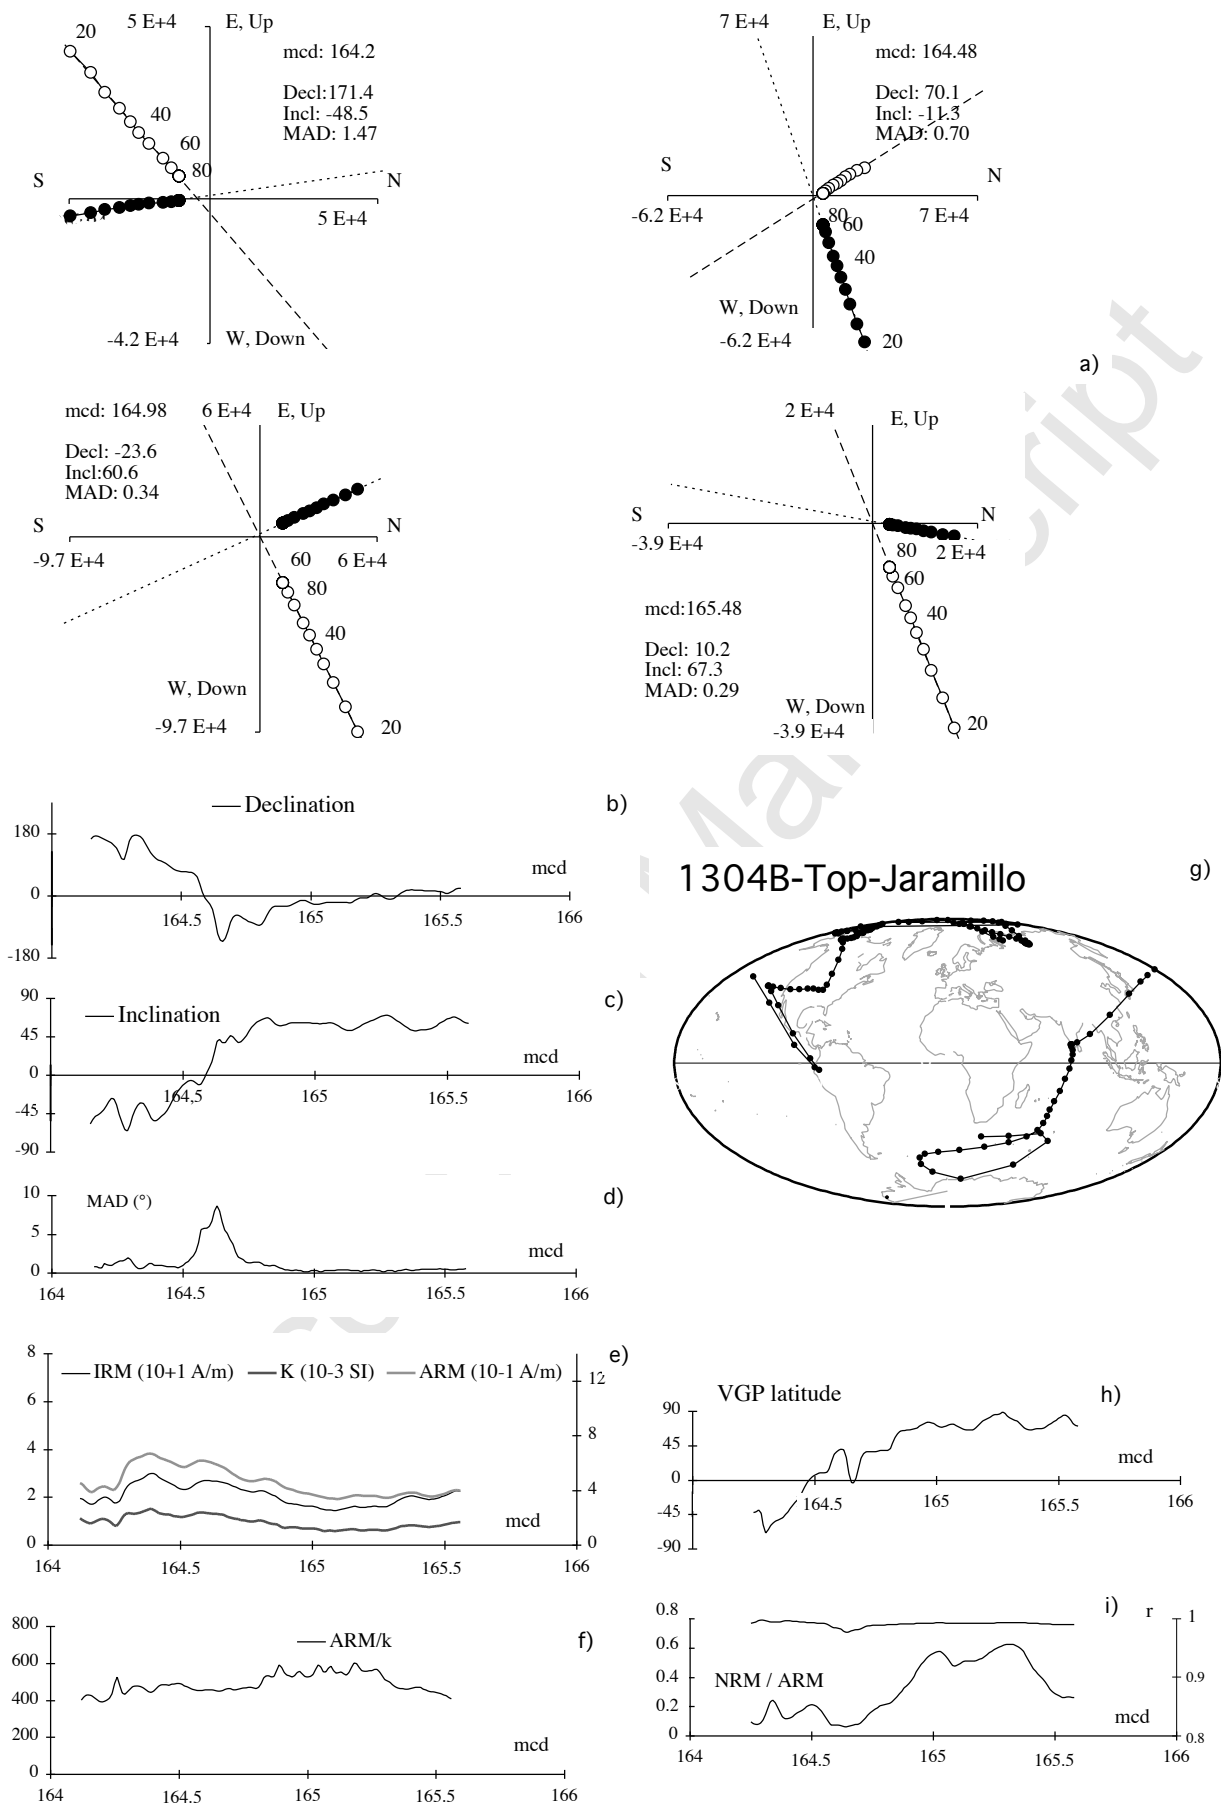 20
5 E+4
E, Up
mcd: 164.2
Decl:171.4
Incl: -48.5
MAD: 1.47
40
60
80
S
N
5 E+4
-4.2 E+4
W, Down
7 E+4
E, Up
mcd: 164.48
Decl: 70.1
Incl: -11.3
MAD: 0.70
S
N
-6.2 E+4
80
60
7 E+4
40
W, Down
-6.2 E+4
20
a)
mcd: 164.98
6 E+4
E, Up
Decl: -23.6
Incl:60.6
MAD: 0.34
S
N
-9.7 E+4
60
6 E+4
80
40
W, Down
-9.7 E+4
20
2 E+4
E, Up
S
N
-3.9 E+4
80
2 E+4
60
mcd:165.48
40
Decl: 10.2
Incl: 67.3
MAD: 0.29
W, Down
20
-3.9 E+4
Declination
b)
180
0
-180
mcd
164.5
165
165.5
166
90
c)
Inclination
45
0
-45
-90
mcd
164,5
165
165.5
166
10
MAD (°)
d)
5
0
mcd
164
164.5
165
165.5
166
8
e)
IRM (10+1 A/m)
K (10-3 SI)
ARM (10-1 A/m)
12
6
8
4
4
2
mcd
0
0
164
164.5
165
165.5
166
800
ARM/k
f)
600
400
200
mcd
0
164
164.5
165
165.5
166
1304B-Top-Jaramillo
g)
VGP latitude
h)
90
45
0
-45
-90
mcd
164.5
165
165.5
166
0.8
i)
r
1
0.6
NRM / ARM
0.4
0.9
0.2
mcd
0
0.8
164
164.5
165
165.5
166